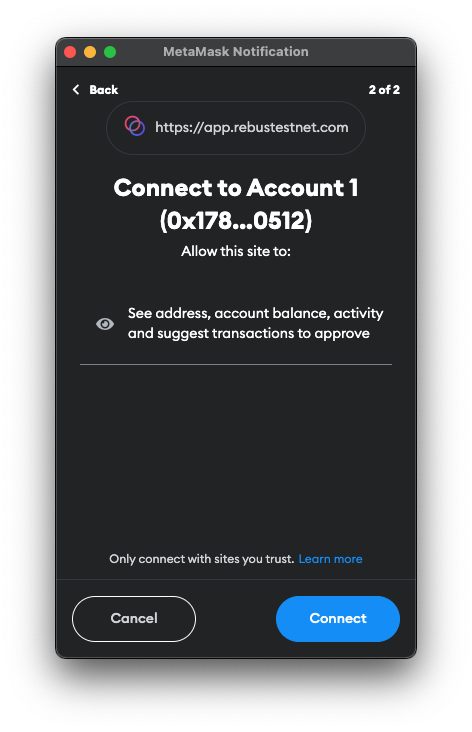 MetaMask Notification
Back
2 of 2
https://app.rebustestnet.com
Connect to Account 1
(0x178...0512)
Allow this site to:
See address, account balance, activity
and suggest transactions to approve
Only connect with sites you trust. Learn more
Cancel
Connect